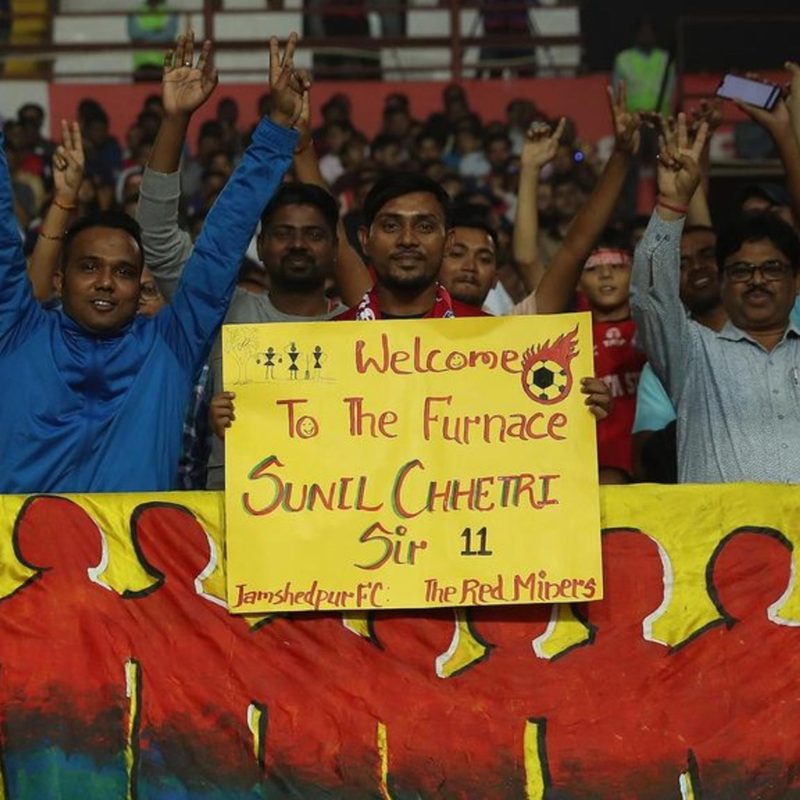 Welcome
To The Furnace
SUNIL CHHETRI
Sir 11
Jamshedpur FC: The Red Miners